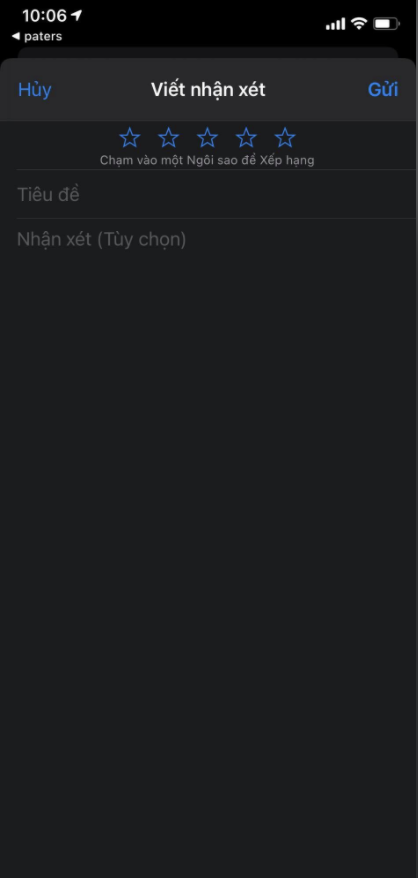 10:06
◀ paters
Hủy Viết nhận xét Gửi
Chạm vào một Ngôi sao để Xếp hạng
Tiêu đề
Nhận xét (Tùy chọn)